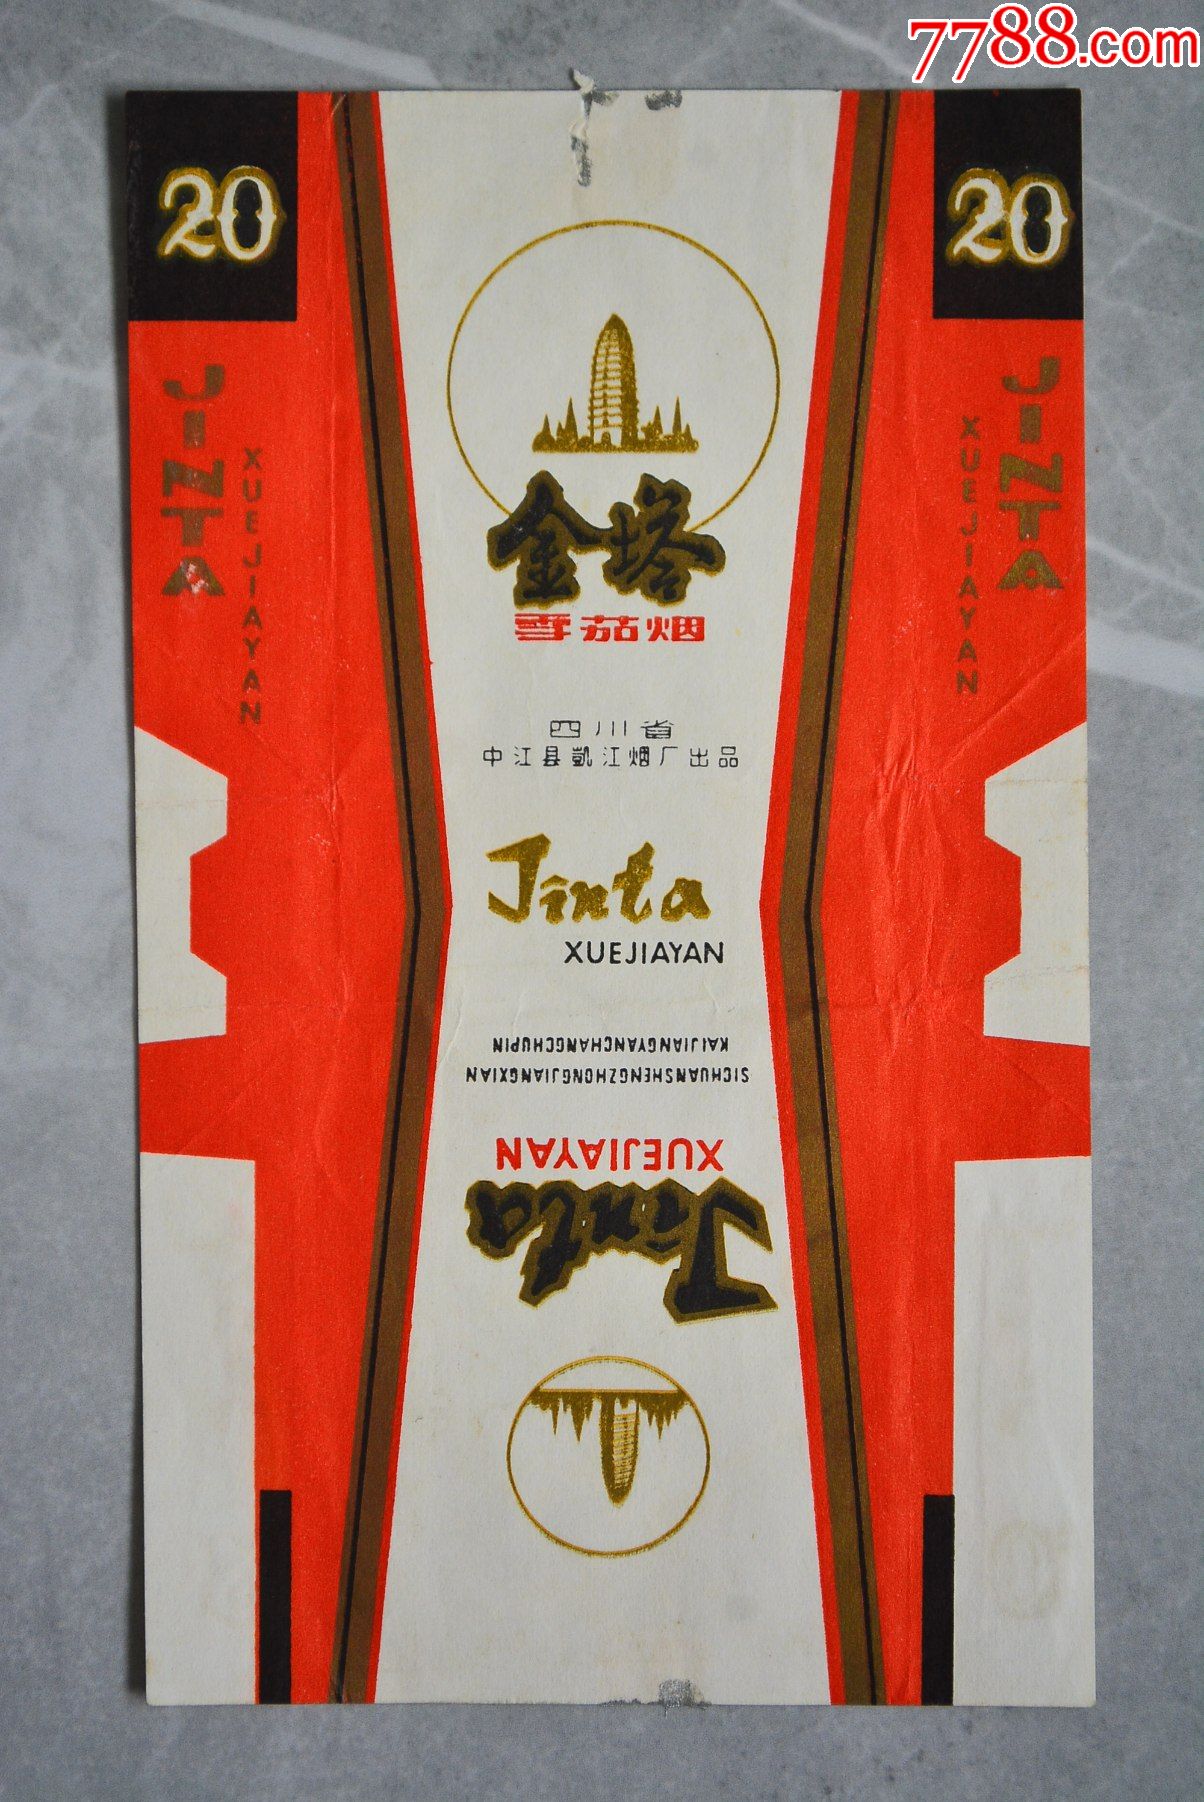 7788.com
20
20
JINTA
XUEJIAYAN
JINTA
XUEJIAYAN
金塔
雪茄烟
四川省
中江县凯江烟厂出品
Jinta
XUEJIAYAN
SICHUANSHENGZHONGJIANGXIAN
KAIJIANGYANCHANGCHUPIN
XUEJIAYAN
Jinta